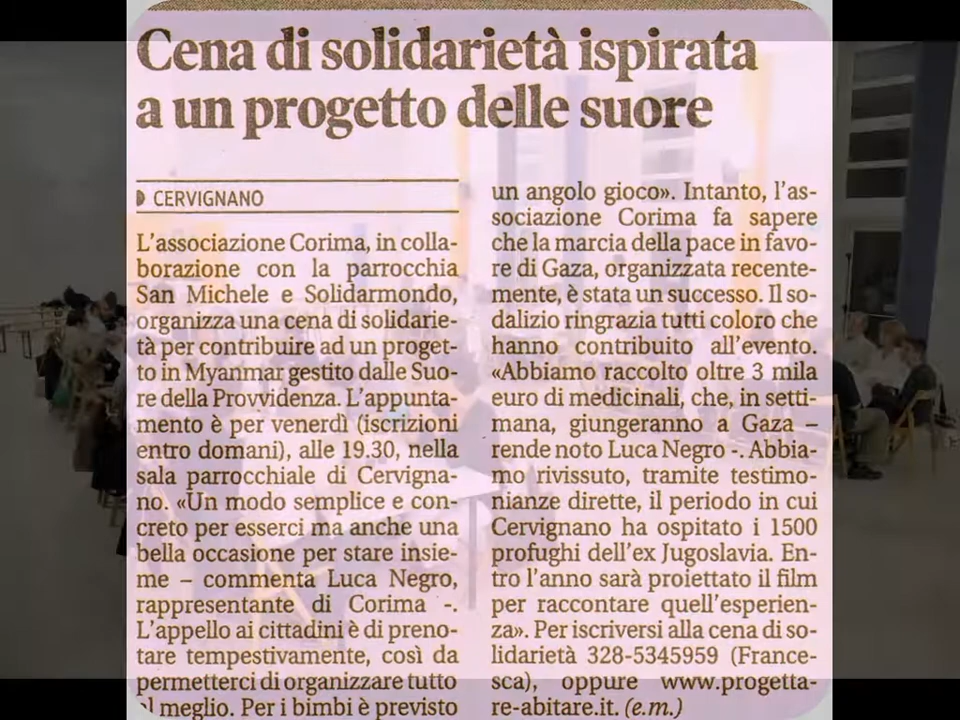 Cena di solidarietà ispirata
a un progetto delle suore
CERVIGNANO
L'associazione Corima, in colla-
borazione con la parrocchia
San Michele e Solidarmondo,
organizza una cena di solidarie-
tà per contribuire ad un proget-
to in Myanmar gestito dalle Suo-
re della Provvidenza. L'appunta-
mento è per venerdì (iscrizioni
entro domani), alle 19.30, nella
sala parrocchiale di Cervigna-
no. «Un modo semplice e con-
creto per esserci ma anche una
bella occasione per stare insie-
me – commenta Luca Negro,
rappresentante di Corima -.
L'appello ai cittadini è di preno-
tare tempestivamente, così da
permetterci di organizzare tutto
al meglio. Per i bimbi è previsto
un angolo gioco». Intanto, l'as-
sociazione Corima fa sapere
che la marcia della pace in favo-
re di Gaza, organizzata recente-
mente, è stata un successo. Il so-
dalizio ringrazia tutti coloro che
hanno contribuito all'evento.
«Abbiamo raccolto oltre 3 mila
euro di medicinali, che, in setti-
mana, giungeranno a Gaza –
rende noto Luca Negro -. Abbia-
mo rivissuto, tramite testimo-
nianze dirette, il periodo in cui
Cervignano ha ospitato i 1500
profughi dell'ex Jugoslavia. En-
tro l'anno sarà proiettato il film
per raccontare quell'esperien-
za». Per iscriversi alla cena di so-
lidarietà 328-5345959 (France-
sca), oppure www.progetta-
re-abitare.it. (e.m.)